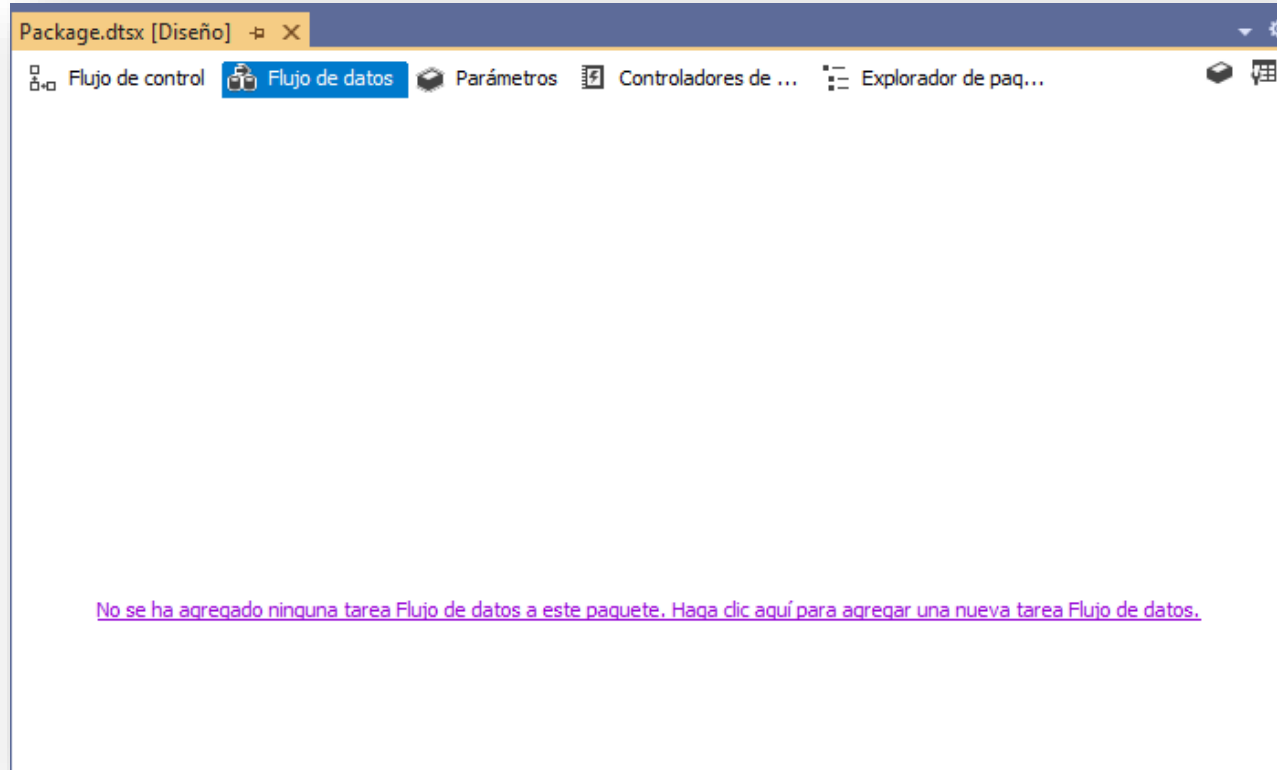 Package.dtsx [Diseño]
Flujo de control Flujo de datos Parámetros Controladores de ... Explorador de paq...
No se ha agregado ninguna tarea Flujo de datos a este paquete. Haga clic aquí para agregar una nueva tarea Flujo de datos.